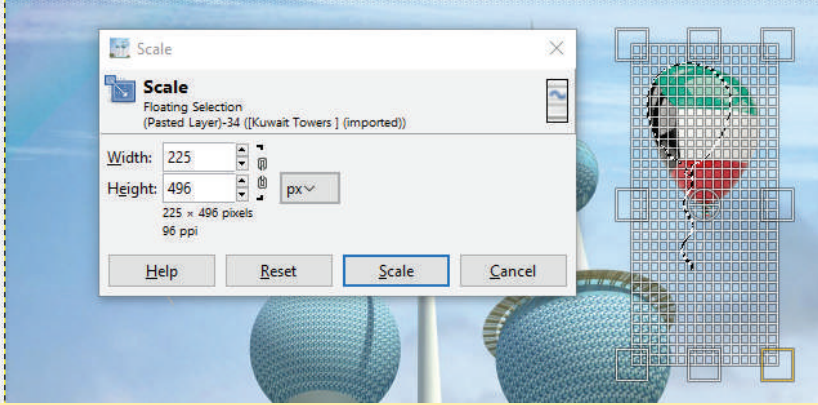 Scale
Scale
Floating Selection
(Pasted Layer)-34 ([Kuwait Towers ] (imported))
Width: 225
Height: 496 px
225 × 496 pixels
96 ppi
Help Reset Scale Cancel